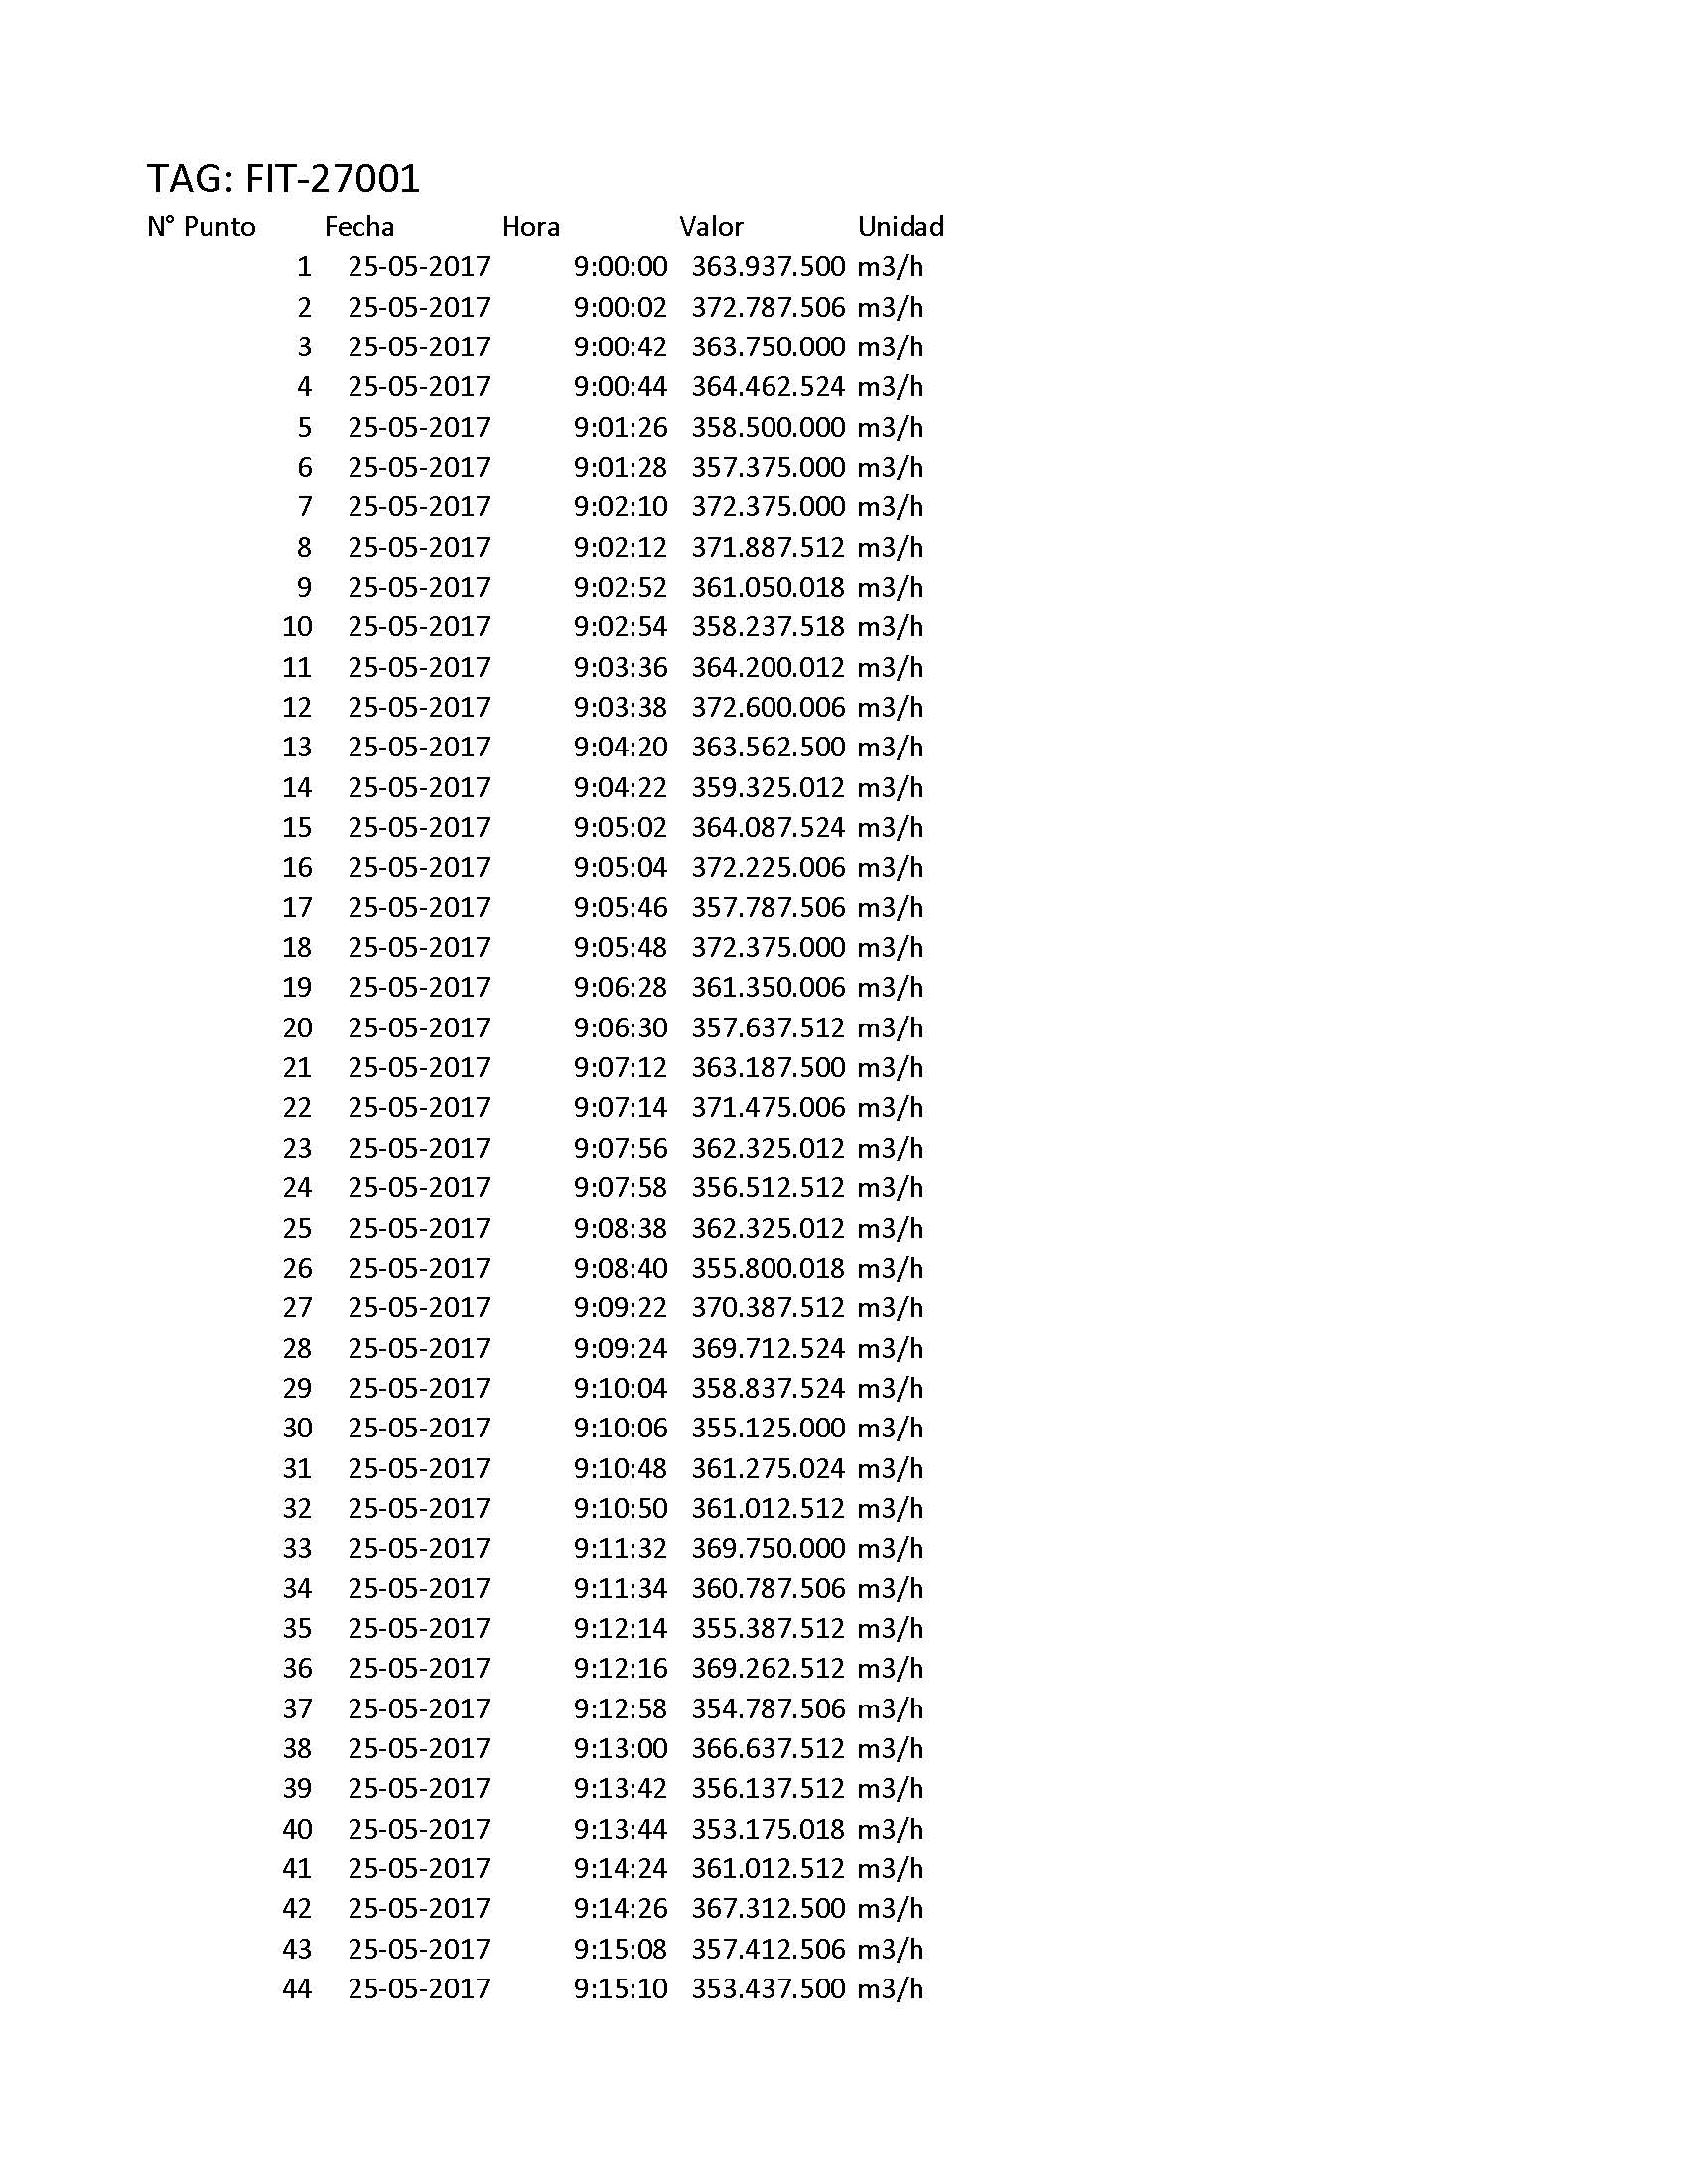 TAG: FIT-27001
N° Punto Fecha Hora Valor Unidad
1 25-05-2017 9:00:00 363.937.500 m3/h
2 25-05-2017 9:00:02 372.787.506 m3/h
3 25-05-2017 9:00:42 363.750.000 m3/h
4 25-05-2017 9:00:44 364.462.524 m3/h
5 25-05-2017 9:01:26 358.500.000 m3/h
6 25-05-2017 9:01:28 357.375.000 m3/h
7 25-05-2017 9:02:10 372.375.000 m3/h
8 25-05-2017 9:02:12 371.887.512 m3/h
9 25-05-2017 9:02:52 361.050.018 m3/h
10 25-05-2017 9:02:54 358.237.518 m3/h
11 25-05-2017 9:03:36 364.200.012 m3/h
12 25-05-2017 9:03:38 372.600.006 m3/h
13 25-05-2017 9:04:20 363.562.500 m3/h
14 25-05-2017 9:04:22 359.325.012 m3/h
15 25-05-2017 9:05:02 364.087.524 m3/h
16 25-05-2017 9:05:04 372.225.006 m3/h
17 25-05-2017 9:05:46 357.787.506 m3/h
18 25-05-2017 9:05:48 372.375.000 m3/h
19 25-05-2017 9:06:28 361.350.006 m3/h
20 25-05-2017 9:06:30 357.637.512 m3/h
21 25-05-2017 9:07:12 363.187.500 m3/h
22 25-05-2017 9:07:14 371.475.006 m3/h
23 25-05-2017 9:07:56 362.325.012 m3/h
24 25-05-2017 9:07:58 356.512.512 m3/h
25 25-05-2017 9:08:38 362.325.012 m3/h
26 25-05-2017 9:08:40 355.800.018 m3/h
27 25-05-2017 9:09:22 370.387.512 m3/h
28 25-05-2017 9:09:24 369.712.524 m3/h
29 25-05-2017 9:10:04 358.837.524 m3/h
30 25-05-2017 9:10:06 355.125.000 m3/h
31 25-05-2017 9:10:48 361.275.024 m3/h
32 25-05-2017 9:10:50 361.012.512 m3/h
33 25-05-2017 9:11:32 369.750.000 m3/h
34 25-05-2017 9:11:34 360.787.506 m3/h
35 25-05-2017 9:12:14 355.387.512 m3/h
36 25-05-2017 9:12:16 369.262.512 m3/h
37 25-05-2017 9:12:58 354.787.506 m3/h
38 25-05-2017 9:13:00 366.637.512 m3/h
39 25-05-2017 9:13:42 356.137.512 m3/h
40 25-05-2017 9:13:44 353.175.018 m3/h
41 25-05-2017 9:14:24 361.012.512 m3/h
42 25-05-2017 9:14:26 367.312.500 m3/h
43 25-05-2017 9:15:08 357.412.506 m3/h
44 25-05-2017 9:15:10 353.437.500 m3/h